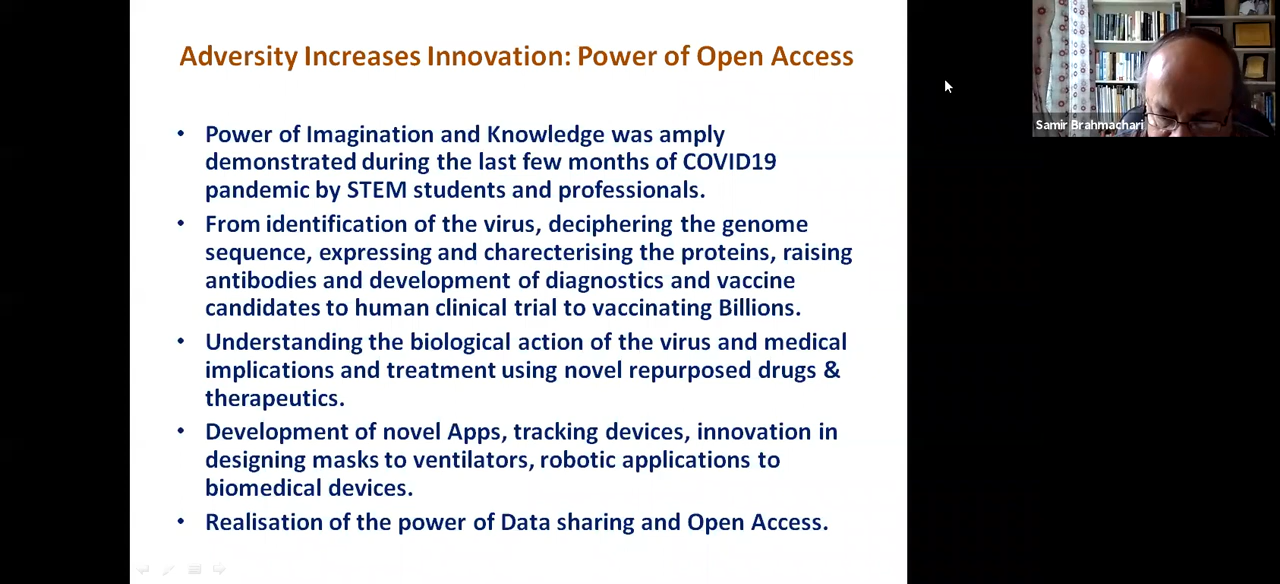 Adversity Increases Innovation: Power of Open Access
Samir Brahmachari
• Power of Imagination and Knowledge was amply
demonstrated during the last few months of COVID19
pandemic by STEM students and professionals.
• From identification of the virus, deciphering the genome
sequence, expressing and charecterising the proteins, raising
antibodies and development of diagnostics and vaccine
candidates to human clinical trial to vaccinating Billions.
• Understanding the biological action of the virus and medical
implications and treatment using novel repurposed drugs &
therapeutics.
• Development of novel Apps, tracking devices, innovation in
designing masks to ventilators, robotic applications to
biomedical devices.
• Realisation of the power of Data sharing and Open Access.